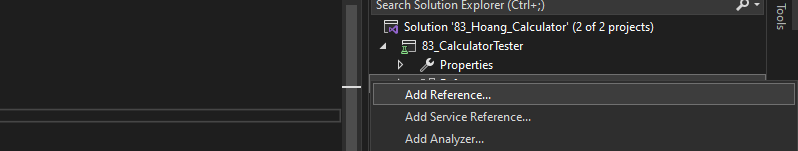 Search Solution Explorer (Ctrl+;)
Solution '83_Hoang_Calculator' (2 of 2 projects)
83_CalculatorTester
Properties
Add Reference...
Add Service Reference...
Add Analyzer...
Tools